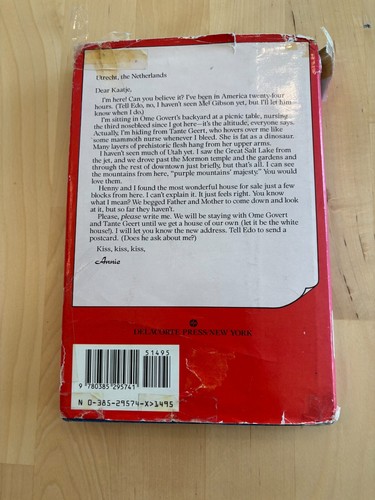 Utrecht, the Netherlands
Dear Kaatje,
I'm here! Can you believe it? I've been in America twenty-four
hours. (Tell Edo, no, I haven't seen Mel Gibson yet, but I'll let him
know when I do.)
I'm sitting in Ome Govert's backyard at a picnic table, nursing
the third nosebleed since I got here—it's the altitude, everyone says.
Actually, I'm hiding from Tante Geert, who hovers over me like
some mammoth nurse whenever I bleed. She is fat as a dinosaur.
Many layers of prehistoric flesh hang from her upper arms.
I haven't seen much of Utah yet. I saw the Great Salt Lake from
the jet, and we drove past the Mormon temple and the gardens and
through the rest of downtown just briefly, but that's all. I can see
the mountains from here, "purple mountains' majesty." You would
love them.
Henny and I found the most wonderful house for sale just a few
blocks from here. I can't explain it. It just feels right. You know
what I mean? We begged Father and Mother to come down and look
at it, but so far they haven't.
Please, please write me. We will be staying with Ome Govert
and Tante Geert until we get a house of our own (let it be the white
house!). I will let you know the new address. Tell Edo to send a
postcard. (Does he ask about me?)
Kiss, kiss, kiss,
Annie
DELACORTE PRESS/NEW YORK
51495
9 780385 295741
N 0-385-29574-X>1495